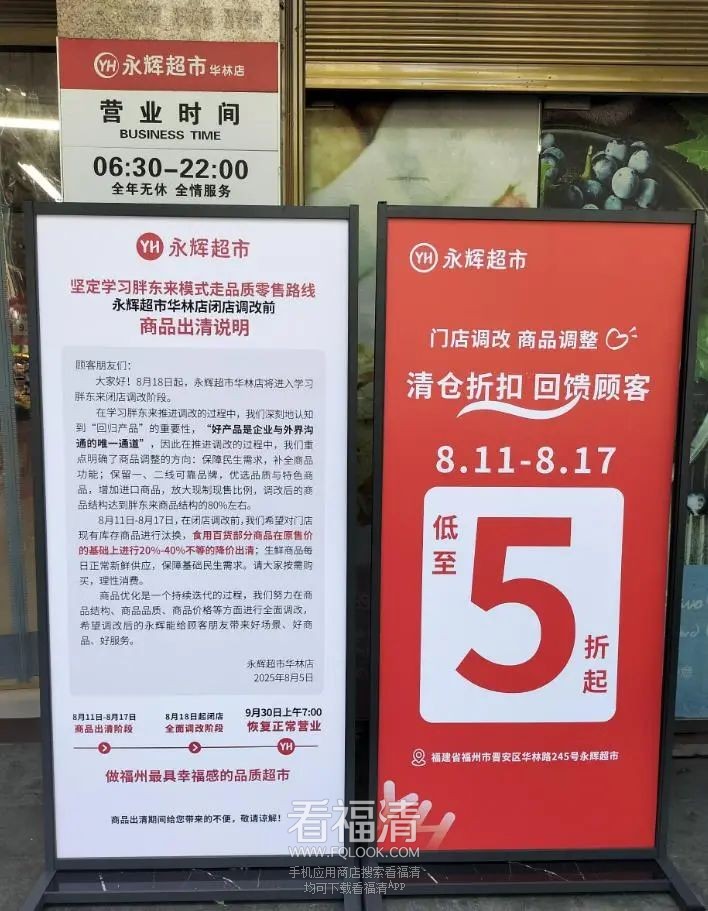 YH 永辉超市 华林店
营业时间
BUSINESS TIME
06:30-22:00
全年无休 全情服务
YH 永辉超市
坚定学习胖东来模式走品质零售路线
永辉超市华林店闭店调改前
商品出清说明
顾客朋友们：
大家好！8月18日起，永辉超市华林店将进入学习
胖东来闭店调改阶段。
在学习胖东来推进调改的过程中，我们深刻地认知
到“回归产品”的重要性，“好产品是企业与外界沟
通的唯一通道”，因此在推进调改的过程中，我们重
点明确了商品调整的方向：保障民生需求，补全商品
功能；保留一、二线可靠品牌，优选品质与特色商
品，增加进口商品，放大现制现售比例，调改后的商
品结构达到胖东来商品结构的80%左右。
8月11日-8月17日，在闭店调改前，我们希望对门店
现有库存商品进行汰换，食用百货部分商品在原售价
的基础上进行20%-40%不等的降价出清；生鲜商品每
日正常新鲜供应，保障基础民生需求。请大家按需购
买，理性消费。
商品优化是一个持续迭代的过程，我们努力在商
品结构、商品品质、商品价格等方面进行全面调改，
希望调改后的永辉能给顾客朋友带来好场景、好商
品、好服务。
永辉超市华林店
2025年8月5日
8月11日-8月17日
商品出清阶段
8月18日起闭店
全面调改阶段
9月30日上午7:00
恢复正常营业
YH
做福州最具幸福感的品质超市
商品出清期间给您带来的不便，敬请谅解！
YH 永辉超市
门店调改 商品调整
清仓折扣 回馈顾客
8.11-8.17
低至
5
折起
福建省福州市晋安区华林路245号永辉超市
看福清
WWW.FQLOOK.COM
手机应用商店搜索看福清
均可下载看福清APP